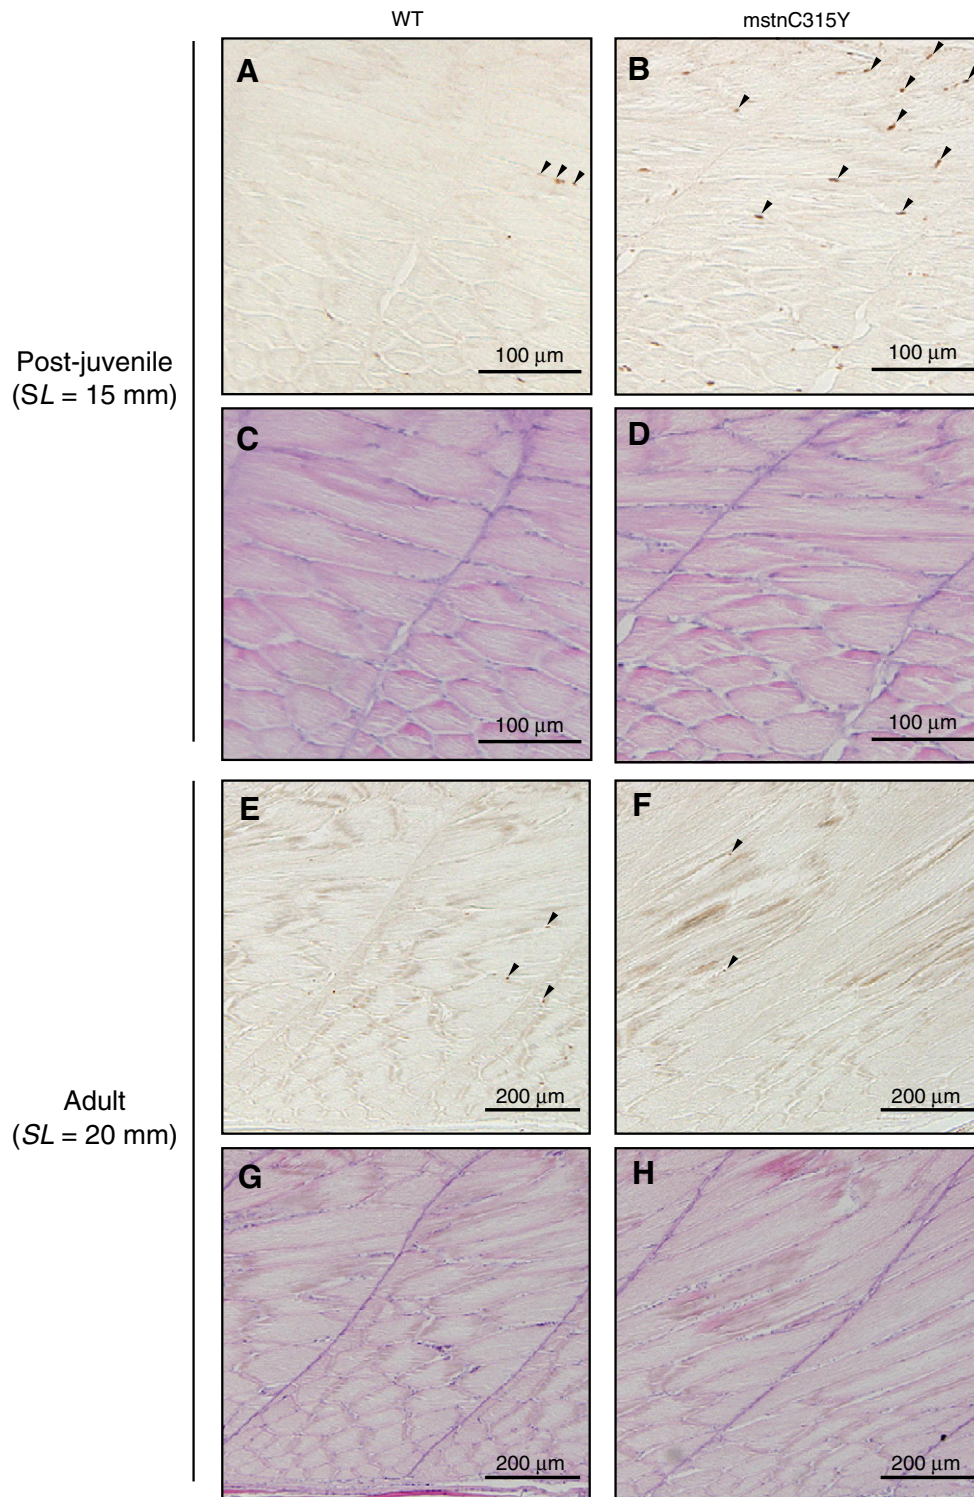 WT
mstnC315Y
A
B
100 μm
100 μm
Post-juvenile
(SL = 15 mm)
C
D
100 μm
100 μm
E
F
200 μm
200 μm
Adult
(SL = 20 mm)
G
H
200 μm
200 μm